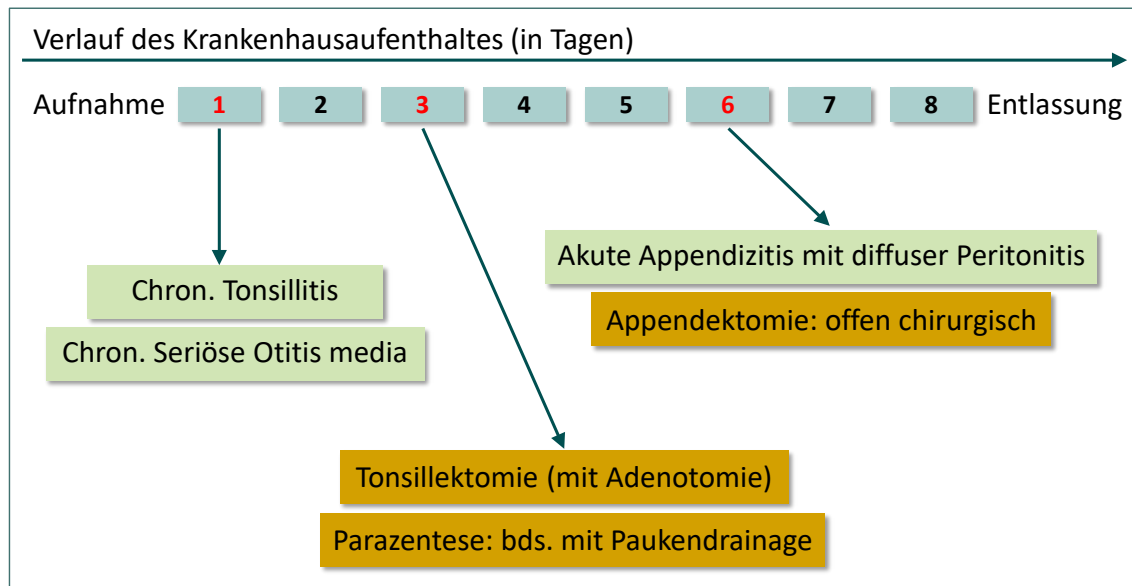 Verlauf des Krankenhausaufenthaltes (in Tagen)
Aufnahme 1 2 3 4 5 6 7 8 Entlassung
Akute Appendizitis mit diffuser Peritonitis
Appendektomie: offen chirurgisch
Chron. Tonsillitis
Chron. Seriöse Otitis media
Tonsillektomie (mit Adenotomie)
Parazentese: bds. mit Paukendrainage